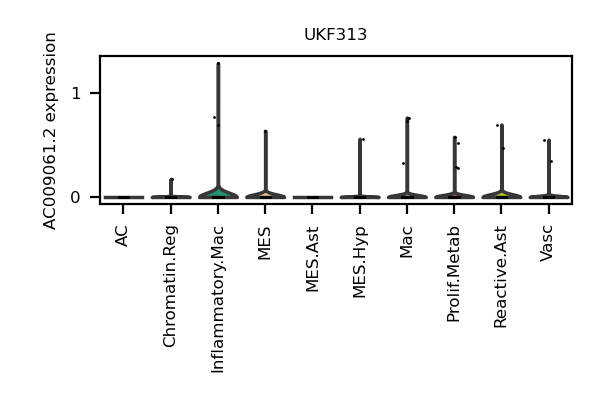 UKF313
AC009061.2 expression
1
0
AC
Chromatin.Reg
Inflammatory.Mac
MES
MES.Ast
MES.Hyp
Mac
Prolif.Metab
Reactive.Ast
Vasc